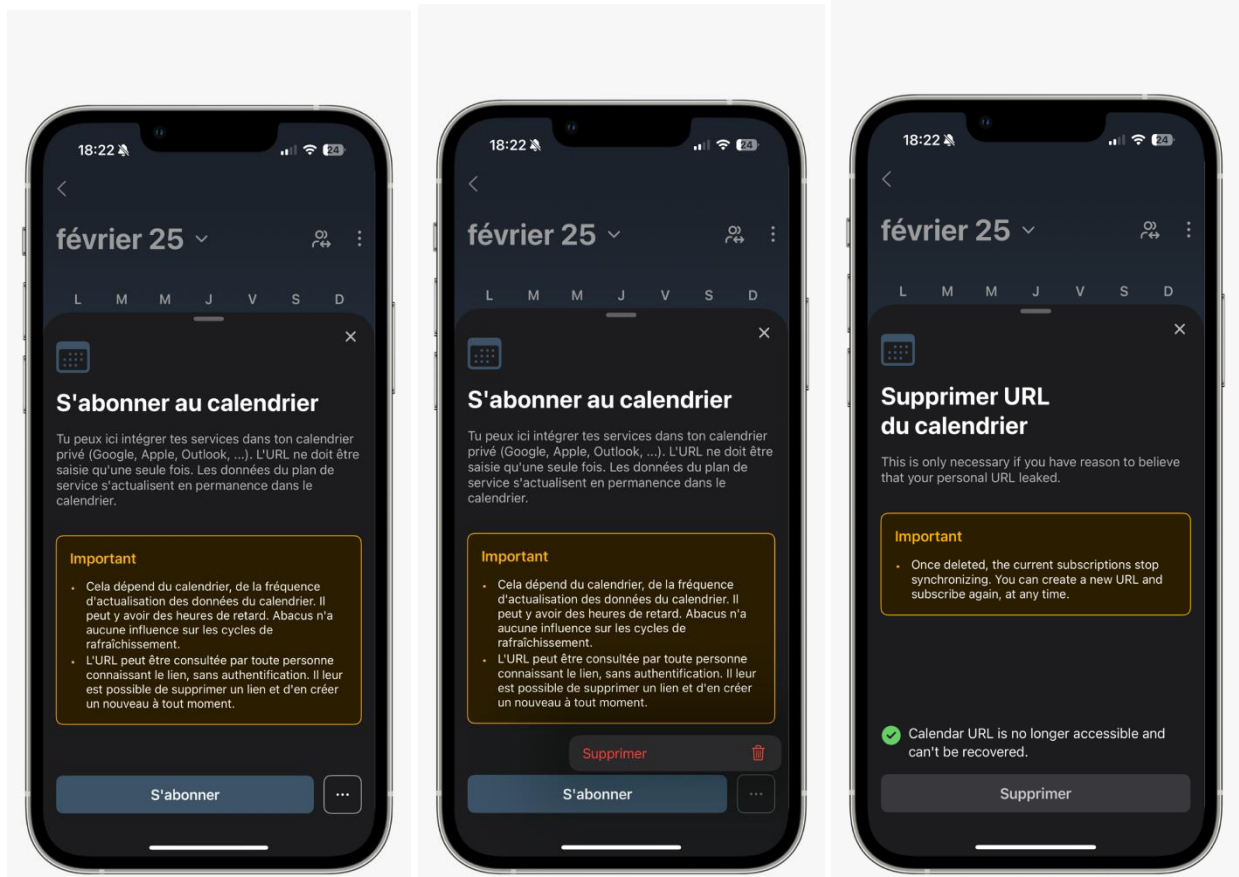 18:22
24
février 25
L M M J V S D
S'abonner au calendrier
Tu peux ici intégrer tes services dans ton calendrier
privé (Google, Apple, Outlook, ...). L'URL ne doit être
saisie qu'une seule fois. Les données du plan de
service s'actualisent en permanence dans le
calendrier.
Important
• Cela dépend du calendrier, de la fréquence
d'actualisation des données du calendrier. Il
peut y avoir des heures de retard. Abacus n'a
aucune influence sur les cycles de
rafraîchissement.
• L'URL peut être consultée par toute personne
connaissant le lien, sans authentification. Il leur
est possible de supprimer un lien et d'en créer
un nouveau à tout moment.
S'abonner
18:22
24
février 25
L M M J V S D
S'abonner au calendrier
Tu peux ici intégrer tes services dans ton calendrier
privé (Google, Apple, Outlook, ...). L'URL ne doit être
saisie qu'une seule fois. Les données du plan de
service s'actualisent en permanence dans le
calendrier.
Important
• Cela dépend du calendrier, de la fréquence
d'actualisation des données du calendrier. Il
peut y avoir des heures de retard. Abacus n'a
aucune influence sur les cycles de
rafraîchissement.
• L'URL peut être consultée par toute personne
connaissant le lien, sans authentification. Il leur
est possible de supprimer un lien et d'en créer
un nouveau à tout moment.
Supprimer
S'abonner
18:22
24
février 25
L M M J V S D
Supprimer URL
du calendrier
This is only necessary if you have reason to believe
that your personal URL leaked.
Important
• Once deleted, the current subscriptions stop
synchronizing. You can create a new URL and
subscribe again, at any time.
Calendar URL is no longer accessible and
can't be recovered.
Supprimer